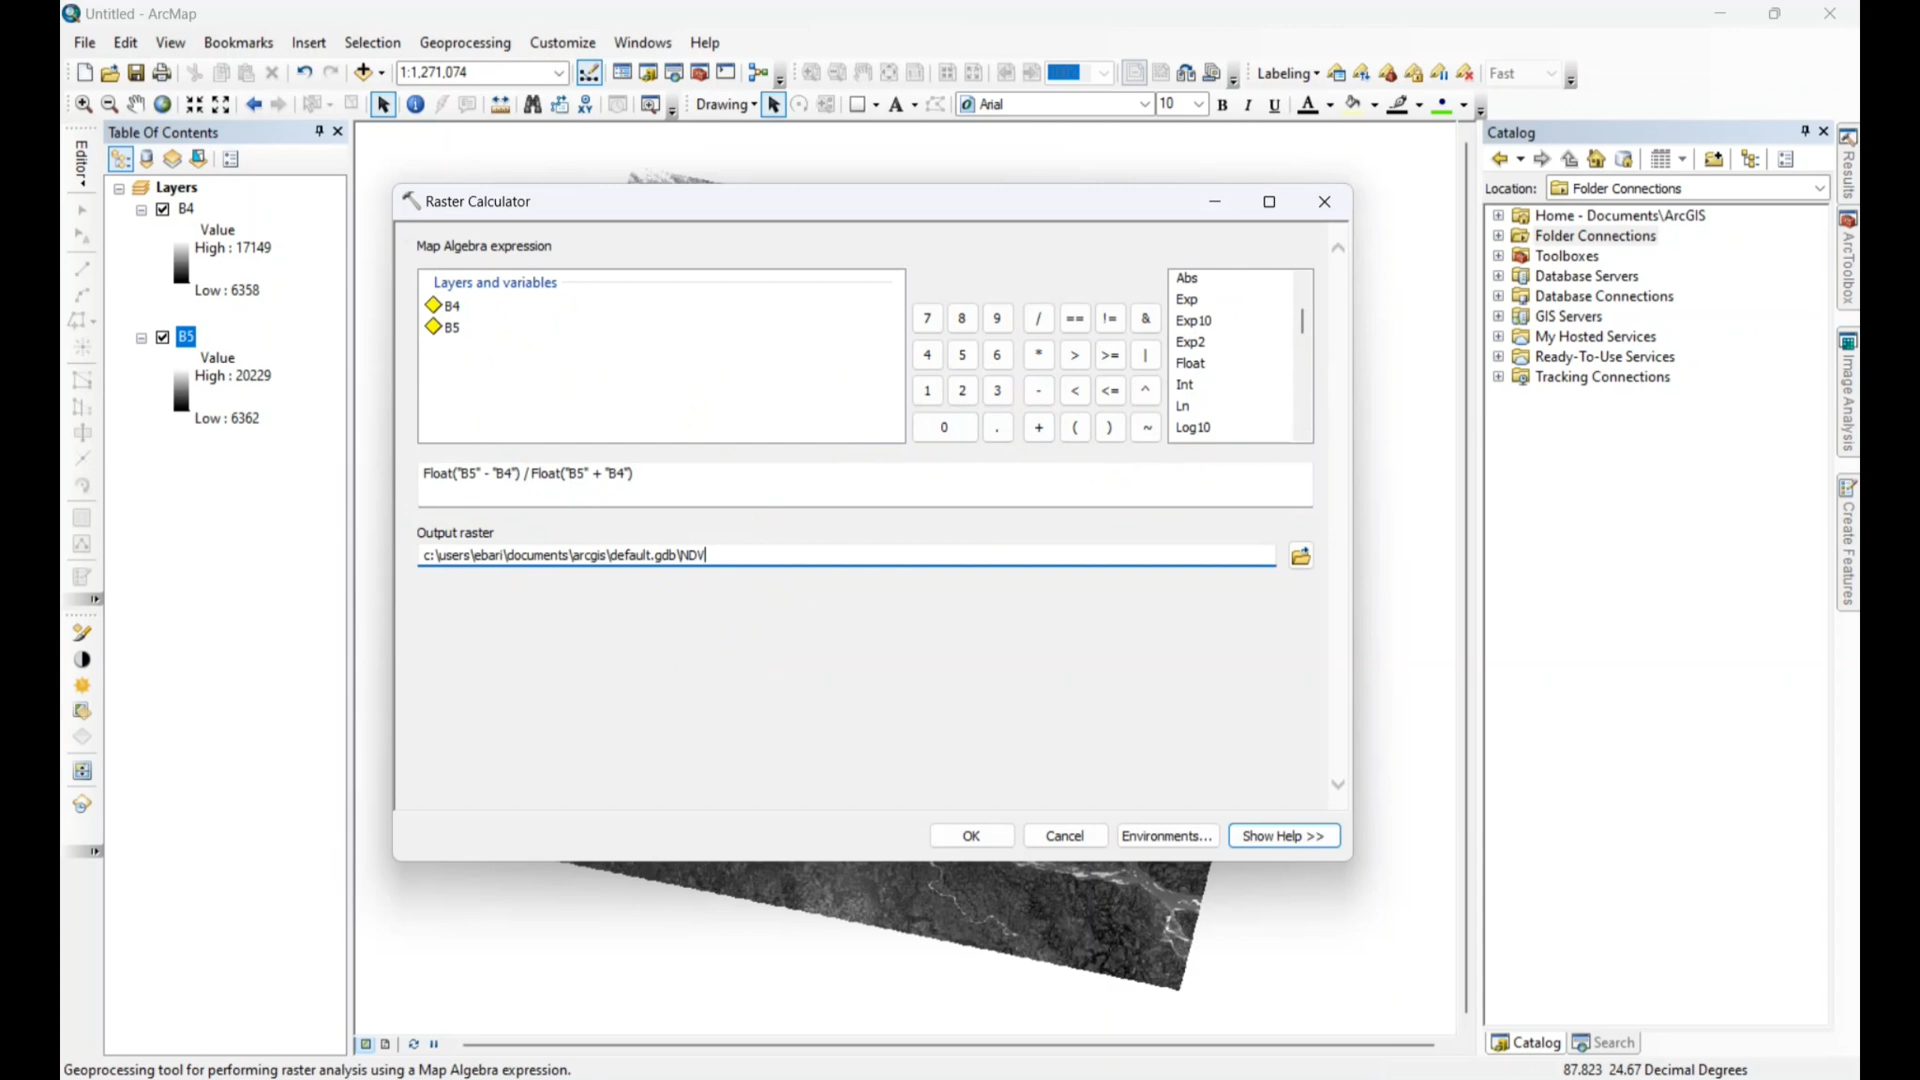 Untitled - ArcMap
File Edit View Bookmarks Insert Selection Geoprocessing Customize Windows Help
1:1,271,074
Labeling
Fast
Drawing
Arial
10
B I U A
Editor
Table Of Contents
Layers
B4
Value
High : 17149
Low : 6358
B5
Value
High : 20229
Low : 6362
Raster Calculator
Map Algebra expression
Layers and variables
B4
B5
7 8 9 / == != &
4 5 6 * > >= |
1 2 3 - < <= ^
0 . + ( ) ~
Abs
Exp
Exp10
Exp2
Float
Int
Ln
Log10
Float("B5" - "B4") / Float("B5" + "B4")
Output raster
c:\users\ebari\documents\arcgis\default.gdb\NDV
OK Cancel Environments... Show Help >>
Catalog
Location: Folder Connections
Home - Documents\ArcGIS
Folder Connections
Toolboxes
Database Servers
Database Connections
GIS Servers
My Hosted Services
Ready-To-Use Services
Tracking Connections
Catalog Search
Results
ArcToolbox
Image Analysis
Create Features
Geoprocessing tool for performing raster analysis using a Map Algebra expression.
87.823 24.67 Decimal Degrees